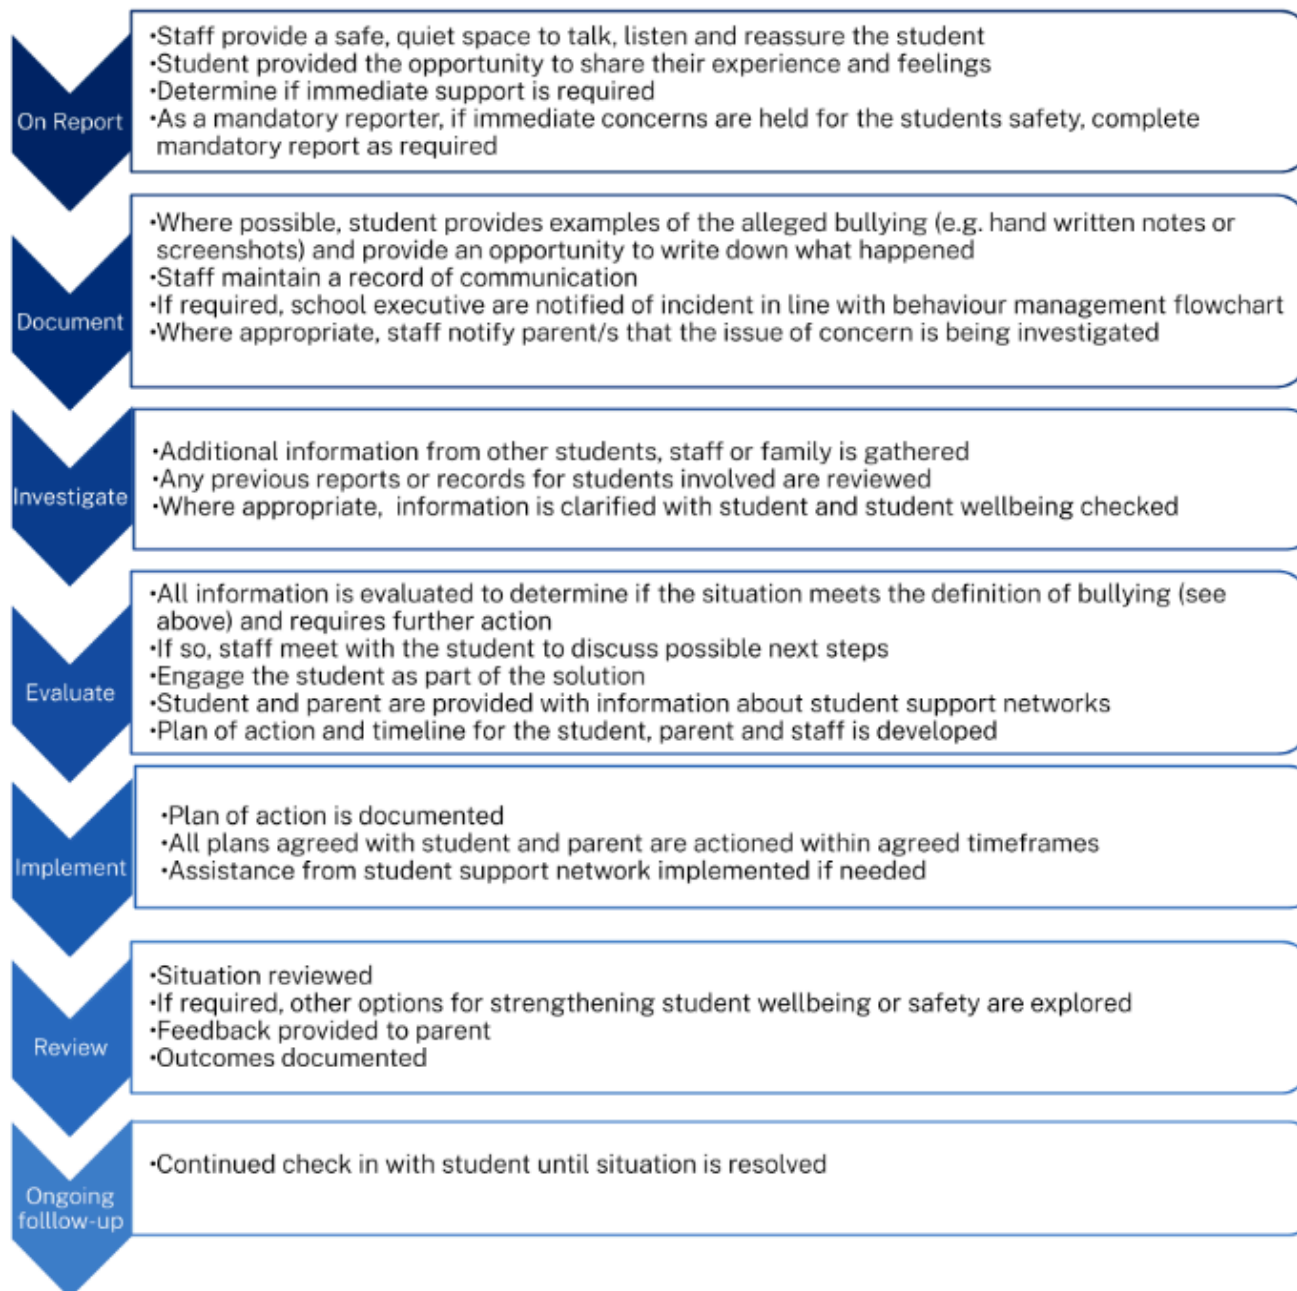 On Report
•Staff provide a safe, quiet space to talk, listen and reassure the student
•Student provided the opportunity to share their experience and feelings
•Determine if immediate support is required
•As a mandatory reporter, if immediate concerns are held for the students safety, complete
mandatory report as required
Document
•Where possible, student provides examples of the alleged bullying (e.g. hand written notes or
screenshots) and provide an opportunity to write down what happened
•Staff maintain a record of communication
•If required, school executive are notified of incident in line with behaviour management flowchart
•Where appropriate, staff notify parent/s that the issue of concern is being investigated
Investigate
•Additional information from other students, staff or family is gathered
•Any previous reports or records for students involved are reviewed
•Where appropriate,  information is clarified with student and student wellbeing checked
Evaluate
•All information is evaluated to determine if the situation meets the definition of bullying (see
above) and requires further action
•If so, staff meet with the student to discuss possible next steps
•Engage the student as part of the solution
•Student and parent are provided with information about student support networks
•Plan of action and timeline for the student, parent and staff is developed
Implement
•Plan of action is documented
•All plans agreed with student and parent are actioned within agreed timeframes
•Assistance from student support network implemented if needed
Review
•Situation reviewed
•If required, other options for strengthening student wellbeing or safety are explored
•Feedback provided to parent
•Outcomes documented
Ongoing
folllow-up
•Continued check in with student until situation is resolved